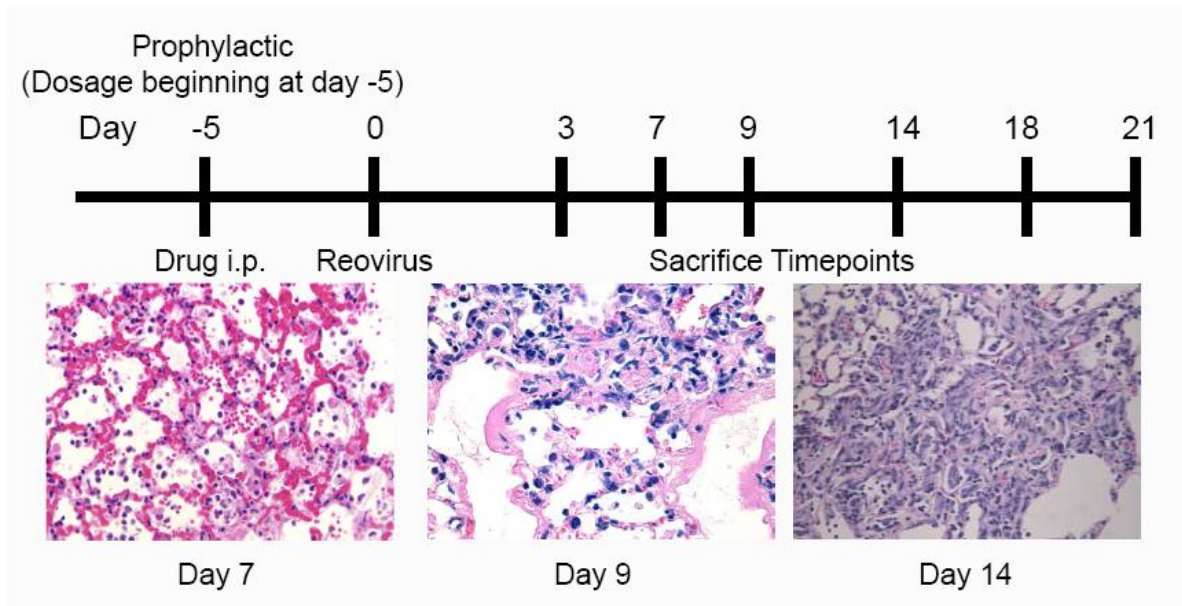 Prophylactic
(Dosage beginning at day -5)
Day -5 0 3 7 9 14 18 21
Drug i.p. Reovirus Sacrifice Timepoints
Day 7 Day 9 Day 14